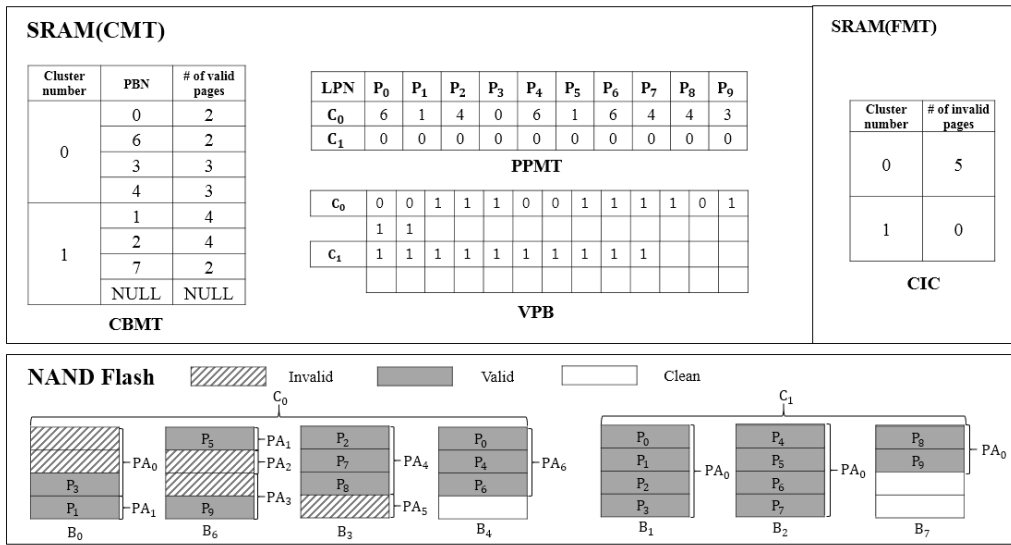 SRAM(CMT)
Cluster number PBN # of valid pages
0 0 2
6 2
3 3
4 3
1 1 4
2 4
7 2
NULL NULL
CBMT
LPN P0 P1 P2 P3 P4 P5 P6 P7 P8 P9
C0 6 1 4 0 6 1 6 4 4 3
C1 0 0 0 0 0 0 0 0 0 0
PPMT
C0 0 0 1 1 1 0 0 1 1 1 1 0 1
1 1
C1 1 1 1 1 1 1 1 1 1 1
VPB
SRAM(FMT)
Cluster number # of invalid pages
0 5
1 0
CIC
NAND Flash Invalid Valid Clean
C0 C1
P3
P1
PA0
PA1
B0
P5
P9
PA1
PA2
PA3
B6
P2
P7
P8
PA4
PA5
B3
P0
P4
P6
PA6
B4
P0
P1
P2
P3
PA0
B1
P4
P5
P6
P7
PA0
B2
P8
P9
PA0
B7